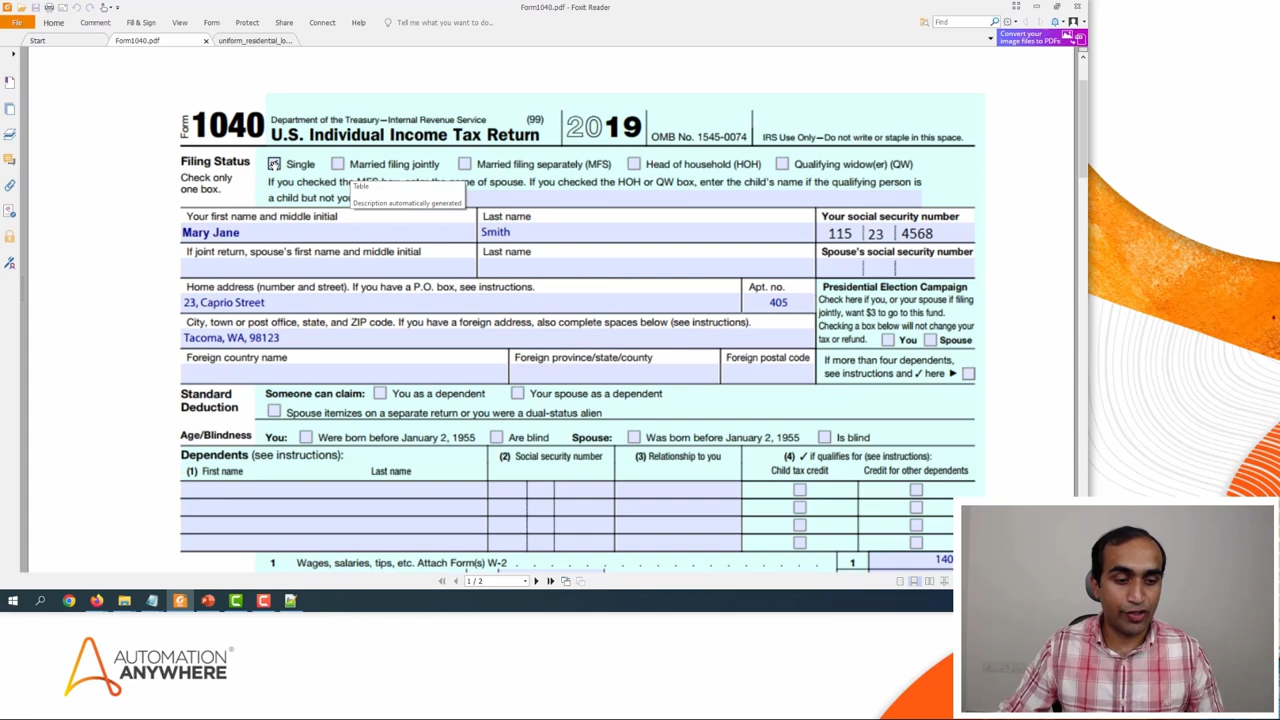 Form1040.pdf - Foxit Reader
File Home Comment Fill & Sign View Form Protect Share Connect Help Tell me what you want to do... Find
Start Form1040.pdf × uniform_residential_lo...
Convert your
image files to PDFs
Form 1040 Department of the Treasury—Internal Revenue Service (99)
U.S. Individual Income Tax Return 2019 OMB No. 1545-0074 IRS Use Only—Do not write or staple in this space.
Filing Status Single Married filing jointly Married filing separately (MFS) Head of household (HOH) Qualifying widow(er) (QW)
Check only
one box.
If you checked the MFS box, enter the name of spouse. If you checked the HOH or QW box, enter the child's name if the qualifying person is
a child but not you
Table
Description automatically generated
Your first name and middle initial Last name Your social security number
Mary Jane Smith 115 23 4568
If joint return, spouse's first name and middle initial Last name Spouse's social security number
Home address (number and street). If you have a P.O. box, see instructions. Apt. no.
23, Caprio Street 405
City, town or post office, state, and ZIP code. If you have a foreign address, also complete spaces below (see instructions).
Tacoma, WA, 98123
Presidential Election Campaign
Check here if you, or your spouse if filing
jointly, want $3 to go to this fund.
Checking a box below will not change your
tax or refund. You Spouse
Foreign country name Foreign province/state/county Foreign postal code
If more than four dependents,
see instructions and ✓ here ▶
Standard
Deduction
Someone can claim: You as a dependent Your spouse as a dependent
Spouse itemizes on a separate return or you were a dual-status alien
Age/Blindness You: Were born before January 2, 1955 Are blind Spouse: Was born before January 2, 1955 Is blind
Dependents (see instructions): (2) Social security number (3) Relationship to you (4) ✓ if qualifies for (see instructions):
(1) First name Last name Child tax credit Credit for other dependents
1 Wages, salaries, tips, etc. Attach Form(s) W-2 . . . . . . . . . . . . . . . . 1 140
1 / 2
AUTOMATION
ANYWHERE®